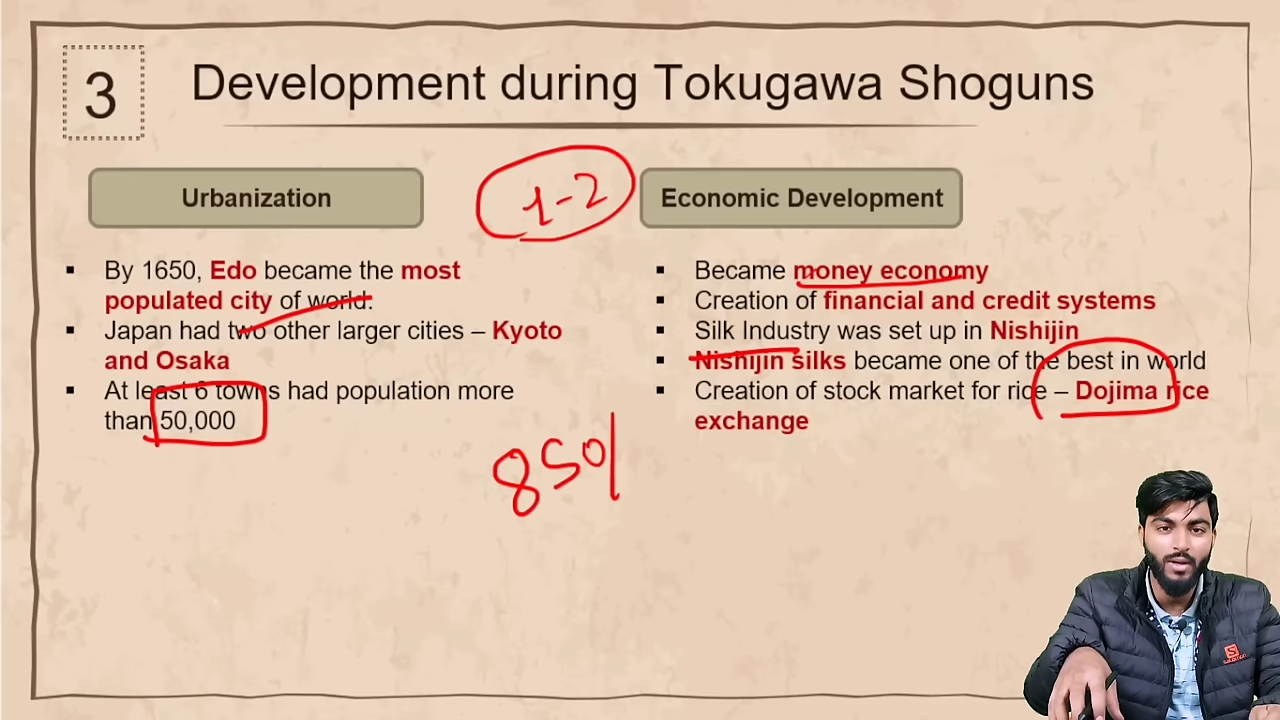 3
Development during Tokugawa Shoguns
Urbanization
1-2
Economic Development
▪ By 1650, Edo became the most
populated city of world.
▪ Japan had two other larger cities – Kyoto
and Osaka
▪ At least 6 towns had population more
than 50,000
▪ Became money economy
▪ Creation of financial and credit systems
▪ Silk Industry was set up in Nishijin
▪ Nishijin silks became one of the best in world
▪ Creation of stock market for rice – Dojima rice
exchange